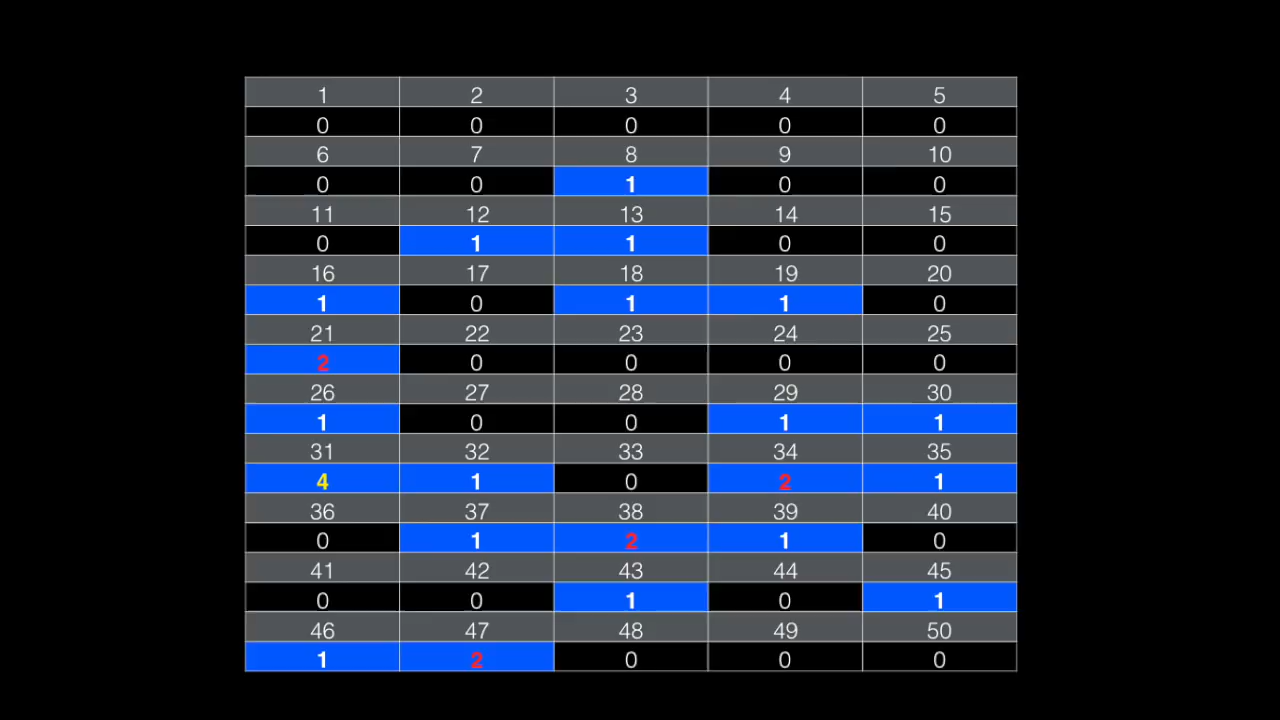 1 2 3 4 5
0 0 0 0 0
6 7 8 9 10
0 0 1 0 0
11 12 13 14 15
0 1 1 0 0
16 17 18 19 20
1 0 1 1 0
21 22 23 24 25
2 0 0 0 0
26 27 28 29 30
1 0 0 1 1
31 32 33 34 35
4 1 0 2 1
36 37 38 39 40
0 1 2 1 0
41 42 43 44 45
0 0 1 0 1
46 47 48 49 50
1 2 0 0 0